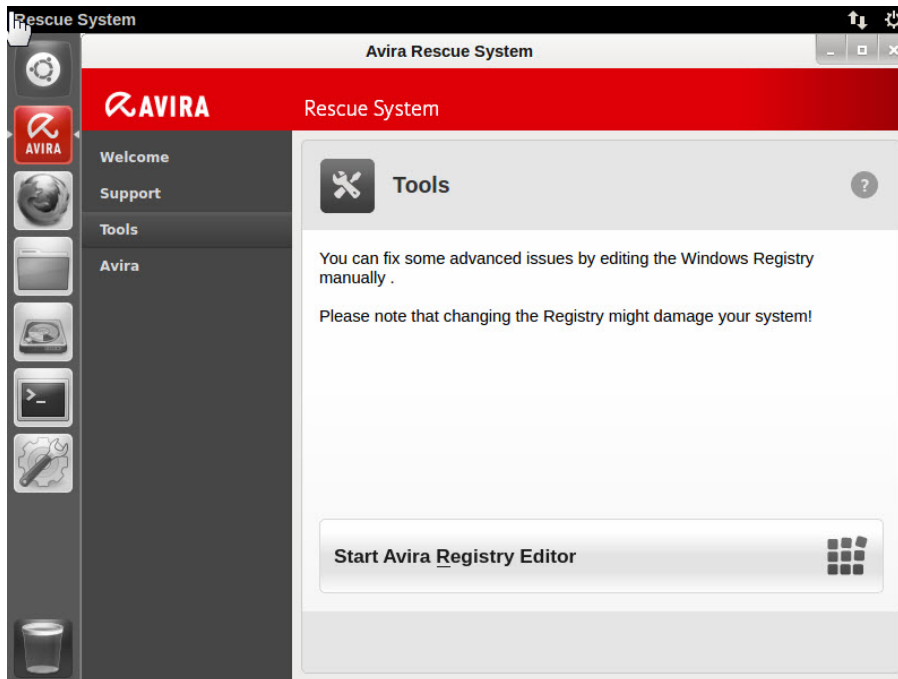 Rescue System
Avira Rescue System
AVIRA
Rescue System
AVIRA
Welcome
Support
Tools
Avira
Tools
?
You can fix some advanced issues by editing the Windows Registry
manually .
Please note that changing the Registry might damage your system!
>_
Start Avira Registry Editor